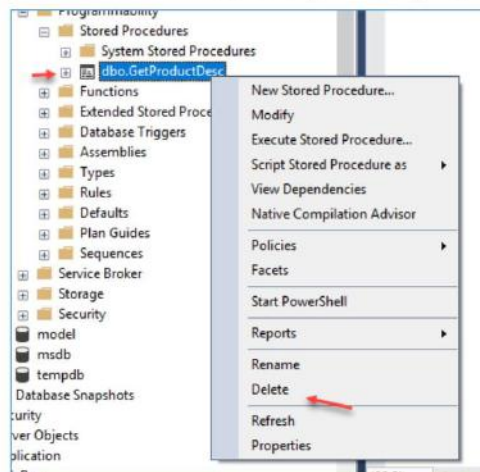 Programmability
Stored Procedures
System Stored Procedures
dbo.GetProductDesc
Functions
Extended Stored Proce
Database Triggers
Assemblies
Types
Rules
Defaults
Plan Guides
Sequences
Service Broker
Storage
Security
model
msdb
tempdb
Database Snapshots
curity
ver Objects
plication
New Stored Procedure...
Modify
Execute Stored Procedure...
Script Stored Procedure as
View Dependencies
Native Compilation Advisor
Policies
Facets
Start PowerShell
Reports
Rename
Delete
Refresh
Properties